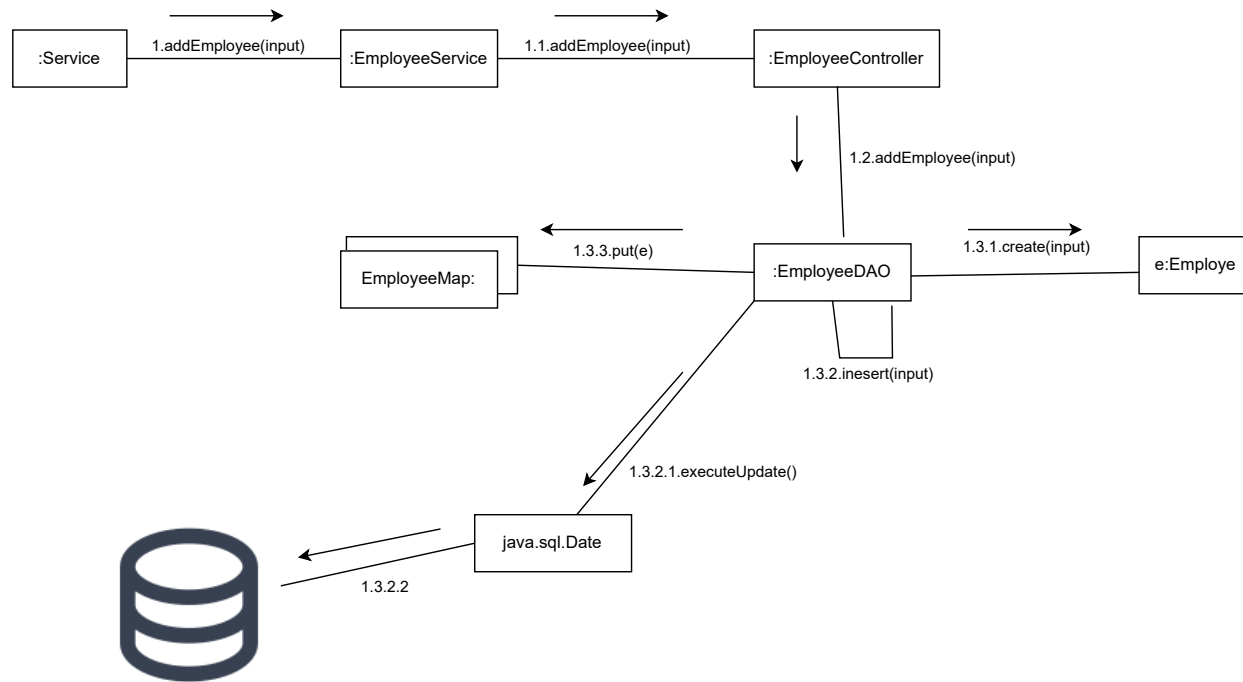 :Service
1.addEmployee(input)
:EmployeeService
1.1.addEmployee(input)
:EmployeeController
1.2.addEmployee(input)
EmployeeMap:
1.3.3.put(e)
:EmployeeDAO
1.3.1.create(input)
e:Employe
1.3.2.inesert(input)
1.3.2.1.executeUpdate()
java.sql.Date
1.3.2.2